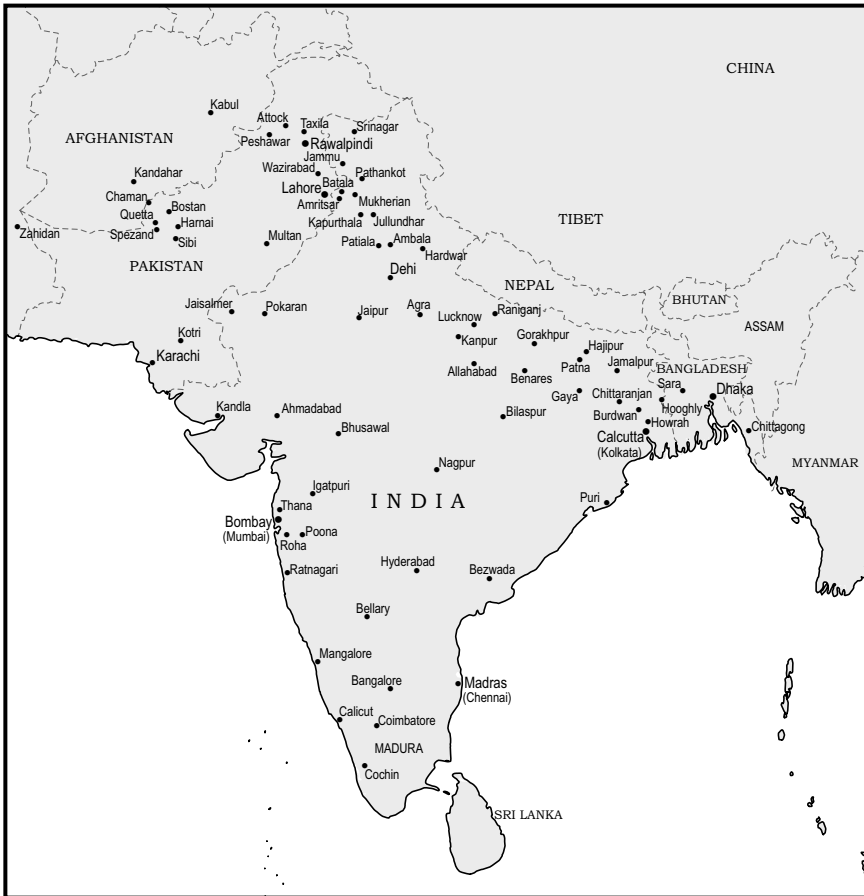 CHINA
Kabul
Attock
Taxila
Srinagar
AFGHANISTAN
Peshawar
Rawalpindi
Jammu
Wazirabad
Pathankot
Kandahar
Batala
Lahore
Chaman
Amritsar
Mukherian
Bostan
Quetta
Kapurthala
Jullundhar
TIBET
Harnai
Zahidan
Spezand
Sibi
Multan
Patiala
Ambala
Hardwar
PAKISTAN
Dehi
NEPAL
BHUTAN
Jaisalmer
Pokaran
Jaipur
Agra
Raniganj
Lucknow
ASSAM
Kotri
Kanpur
Gorakhpur
Hajipur
Karachi
Patna
Jamalpur
BANGLADESH
Allahabad
Benares
Sara
Dhaka
Gaya
Chittaranjan
Kandla
Ahmadabad
Bilaspur
Burdwan
Hooghly
Howrah
Bhusawal
Calcutta
(Kolkata)
Chittagong
Nagpur
MYANMAR
Igatpuri
INDIA
Puri
Thana
Bombay
(Mumbai)
Poona
Roha
Hyderabad
Ratnagari
Bezwada
Bellary
Mangalore
Bangalore
Madras
(Chennai)
Calicut
Coimbatore
MADURA
Cochin
SRI LANKA